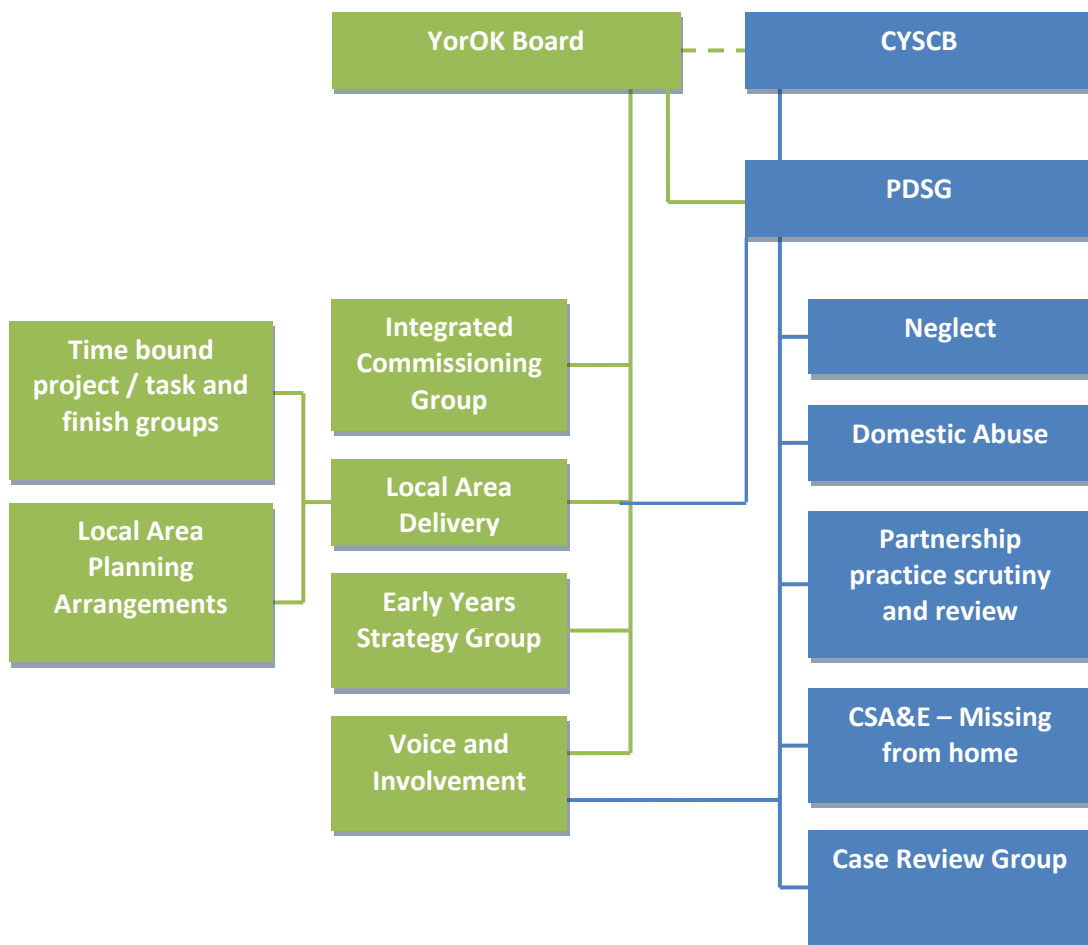 YorOK Board
CYSCB
PDSG
Integrated
Commissioning
Group
Time bound
project / task and
finish groups
Local Area
Delivery
Local Area
Planning
Arrangements
Early Years
Strategy Group
Voice and
Involvement
Neglect
Domestic Abuse
Partnership
practice scrutiny
and review
CSA&E – Missing
from home
Case Review Group